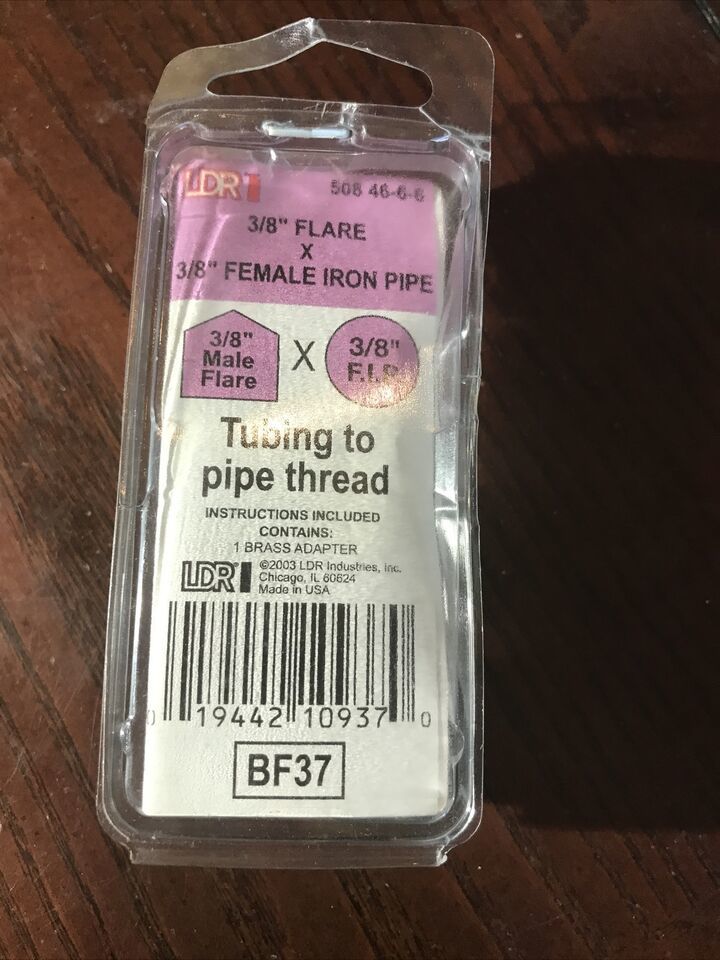 LDR 508 46-6-6
3/8" FLARE
X
3/8" FEMALE IRON PIPE
3/8"
Male
Flare
X
3/8"
F.I.P.
Tubing to
pipe thread
INSTRUCTIONS INCLUDED
CONTAINS:
1 BRASS ADAPTER
LDR
©2003 LDR Industries, Inc.
Chicago, IL 60624
Made in USA
0 19442 10937 0
BF37